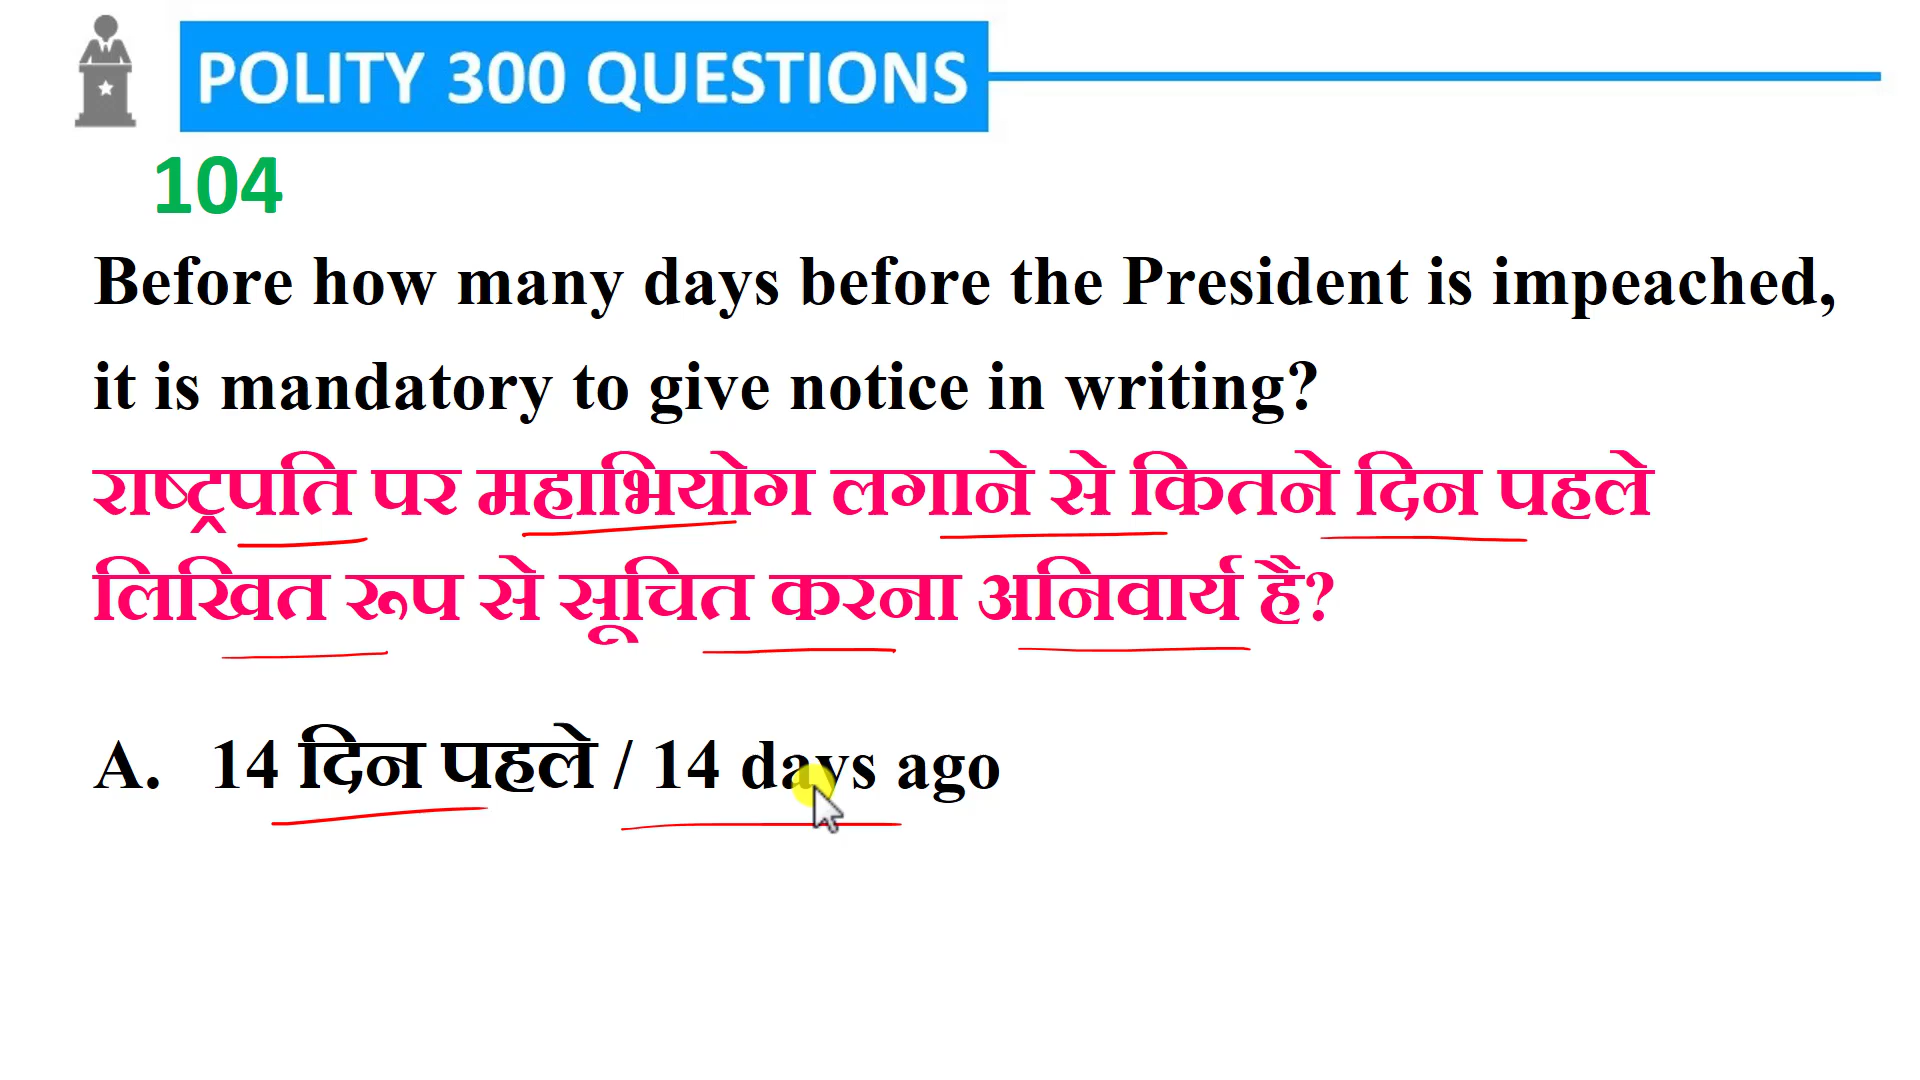 POLITY 300 QUESTIONS
104
Before how many days before the President is impeached,
it is mandatory to give notice in writing?
राष्ट्रपति पर महाभियोग लगाने से कितने दिन पहले
लिखित रूप से सूचित करना अनिवार्य है?
A. 14 दिन पहले / 14 days ago